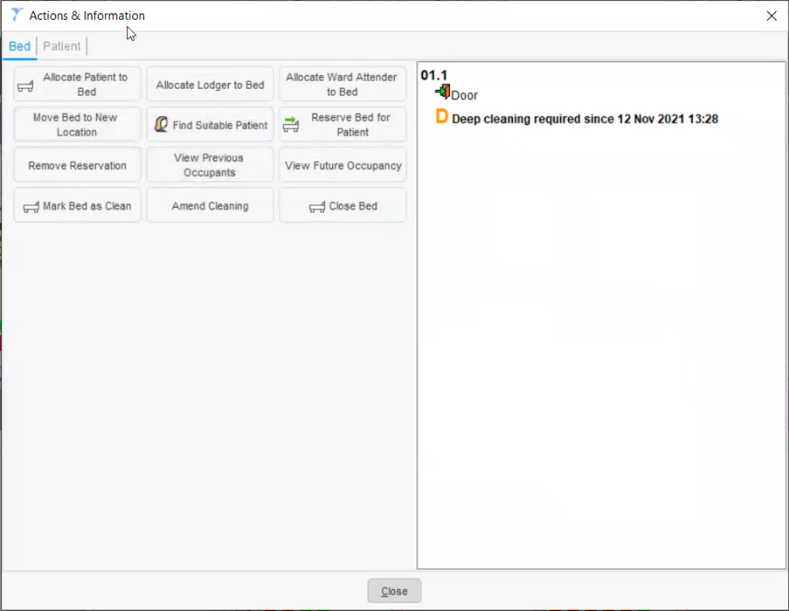 Actions & Information
Bed
Patient
Allocate Patient to
Bed
Allocate Lodger to Bed
Allocate Ward Attender
to Bed
Move Bed to New
Location
Find Suitable Patient
Reserve Bed for
Patient
Remove Reservation
View Previous
Occupants
View Future Occupancy
Mark Bed as Clean
Amend Cleaning
Close Bed
01.1
Door
D Deep cleaning required since 12 Nov 2021 13:28
Close